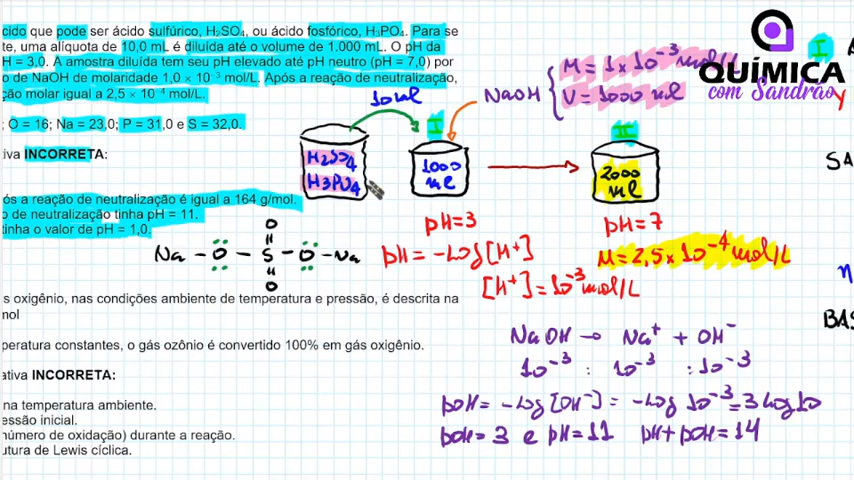 cido que pode ser ácido sulfúrico, H₂SO₄, ou ácido fosfórico, H₃PO₄. Para se
te, uma alíquota de 10,0 mL é diluída até o volume de 1.000 mL. O pH da
H = 3,0. A amostra diluída tem seu pH elevado até pH neutro (pH = 7,0) por
o de NaOH de molaridade 1,0 × 10⁻³ mol/L. Após a reação de neutralização,
ção molar igual a 2,5 × 10⁻⁴ mol/L.
; O = 16; Na = 23,0; P = 31,0 e S = 32,0.
tiva INCORRETA:
ós a reação de neutralização é igual a 164 g/mol.
o de neutralização tinha pH = 11.
tinha o valor de pH = 1,0.
O
Na - O - S - O - Na
O
s oxigênio, nas condições ambiente de temperatura e pressão, é descrita na
mol
peratura constantes, o gás ozônio é convertido 100% em gás oxigênio.
ativa INCORRETA:
na temperatura ambiente.
essão inicial.
número de oxidação) durante a reação.
utura de Lewis cíclica.
10ml
NaOH { M = 1x10⁻³ mol/L
V = 1000 ml
H2SO4
H3PO4
I
1000
ml
II
2000
ml
pH=3
pH=7
pH = -Log[H+]
M = 2,5 x 10⁻⁴ mol/L
[H+] = 10⁻³ mol/L
NaOH → Na⁺ + OH⁻
10⁻³ : 10⁻³ : 10⁻³
pOH = -Log[OH⁻] = -Log 10⁻³ = 3 Log 10
pOH = 3 e pH = 11 pH + pOH = 14
QUÍMICA
com Sandrão
I
Y
SA
n
BAS